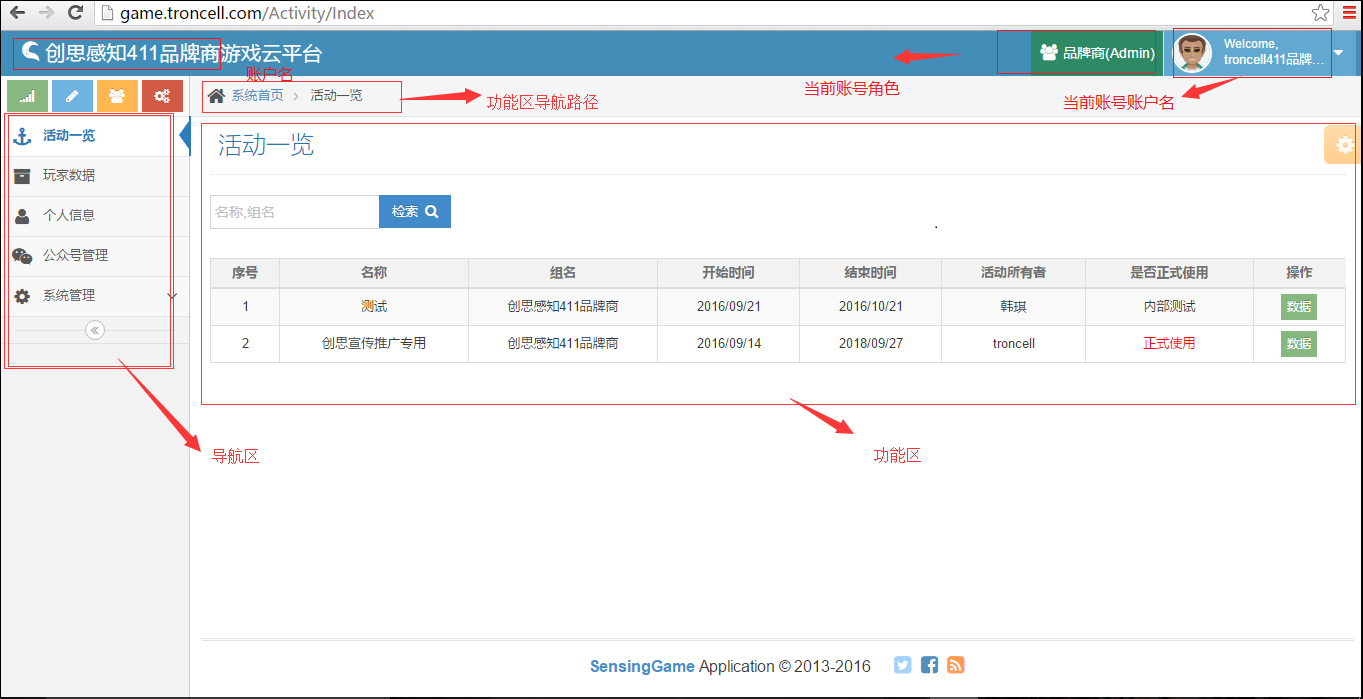 game.troncell.com/Activity/Index
创思感知411品牌商游戏云平台
品牌商(Admin)
Welcome,
troncell411品牌...
账户名
当前账号角色
当前账号账户名
系统首页 > 活动一览
功能区导航路径
活动一览
玩家数据
个人信息
公众号管理
系统管理
活动一览
名称,组名 检索
序号 名称 组名 开始时间 结束时间 活动所有者 是否正式使用 操作
1 测试 创思感知411品牌商 2016/09/21 2016/10/21 韩琪 内部测试 数据
2 创思宣传推广专用 创思感知411品牌商 2016/09/14 2018/09/27 troncell 正式使用 数据
导航区
功能区
SensingGame Application © 2013-2016